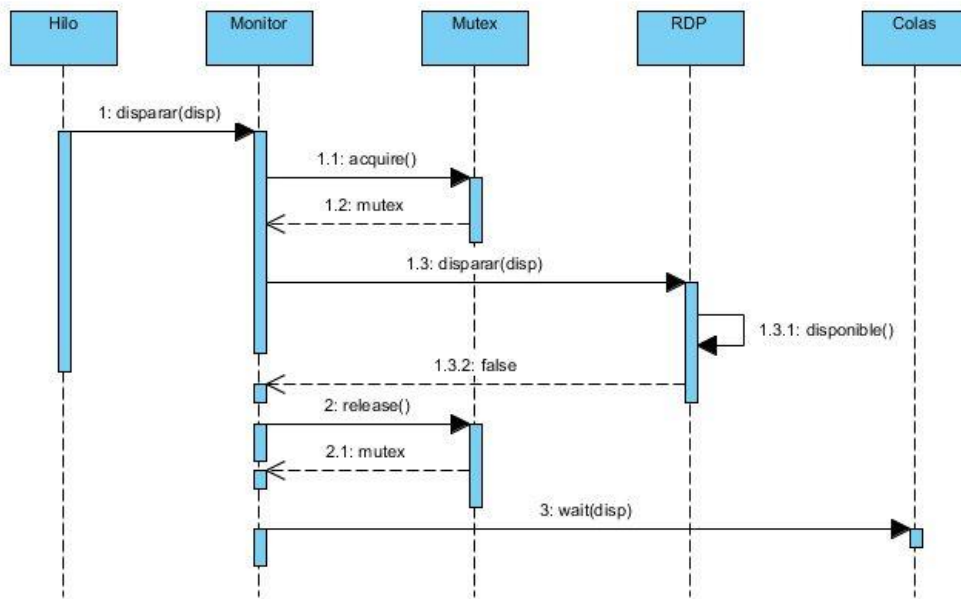 Hilo
Monitor
Mutex
RDP
Colas
1: disparar(disp)
1.1: acquire()
1.2: mutex
1.3: disparar(disp)
1.3.1: disponible()
1.3.2: false
2: release()
2.1: mutex
3: wait(disp)